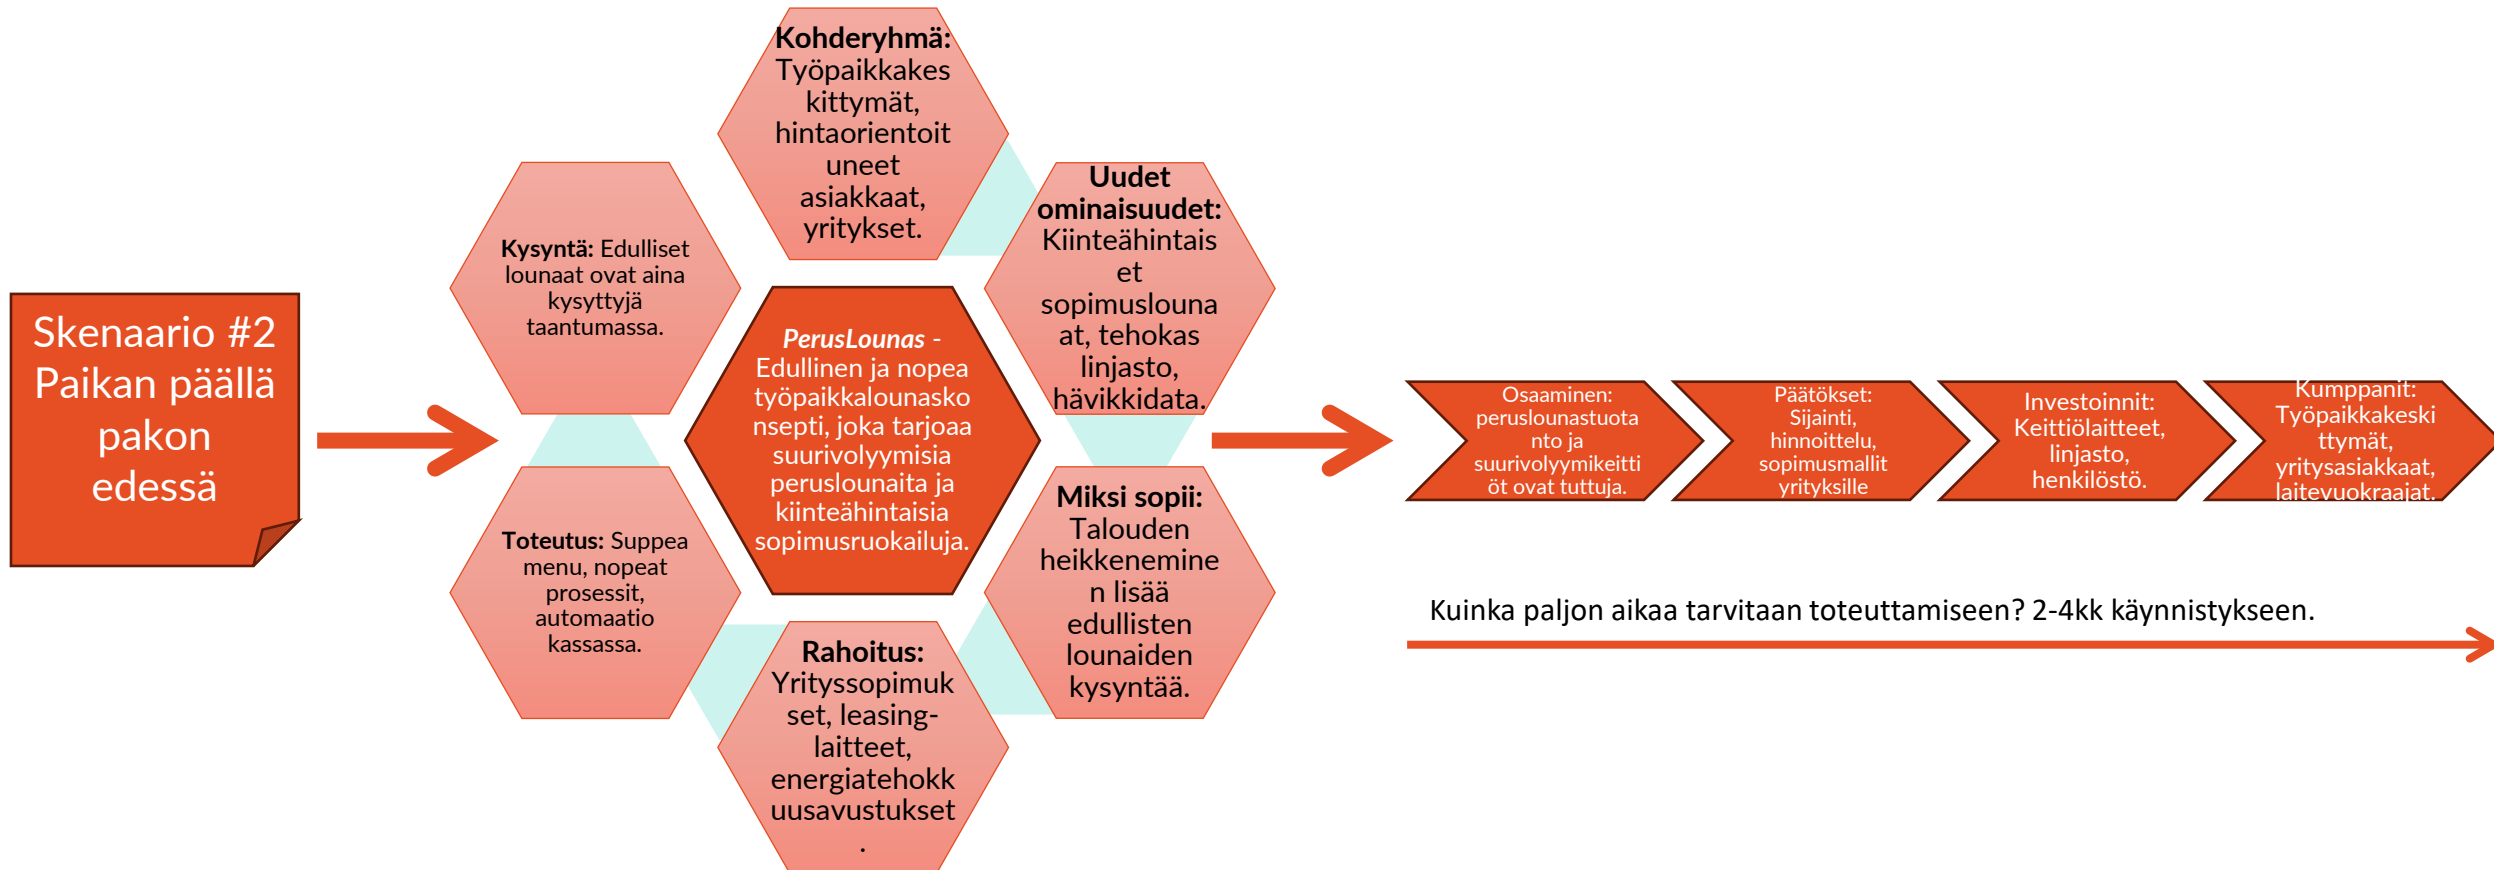 Skenaario #2
Paikan päällä
pakon
edessä
Kohderyhmä:
Työpaikkakes
kittymät,
hintaorientoit
uneet
asiakkaat,
yritykset.
Uudet
ominaisuudet:
Kiinteähintais
et
sopimuslouna
at, tehokas
linjasto,
hävikkidata.
Miksi sopii:
Talouden
heikkenemine
n lisää
edullisten
lounaiden
kysyntää.
Rahoitus:
Yrityssopimuk
set, leasing-
laitteet,
energiatehokk
uusavustukset
.
Toteutus: Suppea
menu, nopeat
prosessit,
automaatio
kassassa.
Kysyntä: Edulliset
lounaat ovat aina
kysyttyjä
taantumassa.
PerusLounas -
Edullinen ja nopea
työpaikkalounasko
nsepti, joka tarjoaa
suurivolyymisia
peruslounaita ja
kiinteähintaisia
sopimusruokailuja.
Osaaminen:
peruslounastuota
nto ja
suurivolyymikeitti
öt ovat tuttuja.
Päätökset:
Sijainti,
hinnoittelu,
sopimusmallit
yrityksille
Investoinnit:
Keittiölaitteet,
linjasto,
henkilöstö.
Kumppanit:
Työpaikkakeski
ttymät,
yritysasiakkaat,
laitevuokraajat.
Kuinka paljon aikaa tarvitaan toteuttamiseen? 2-4kk käynnistykseen.